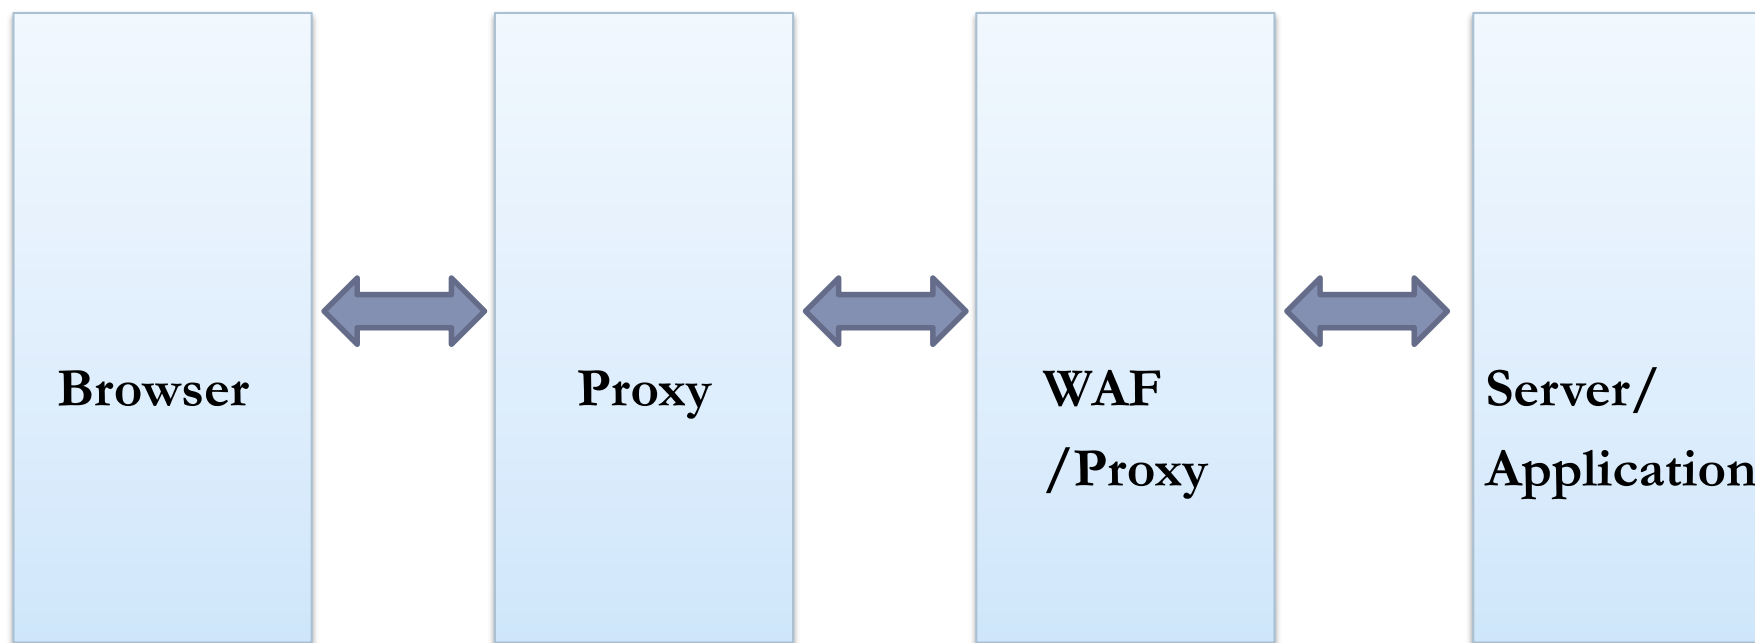 Browser
Proxy
WAF
/Proxy
Server/
Application